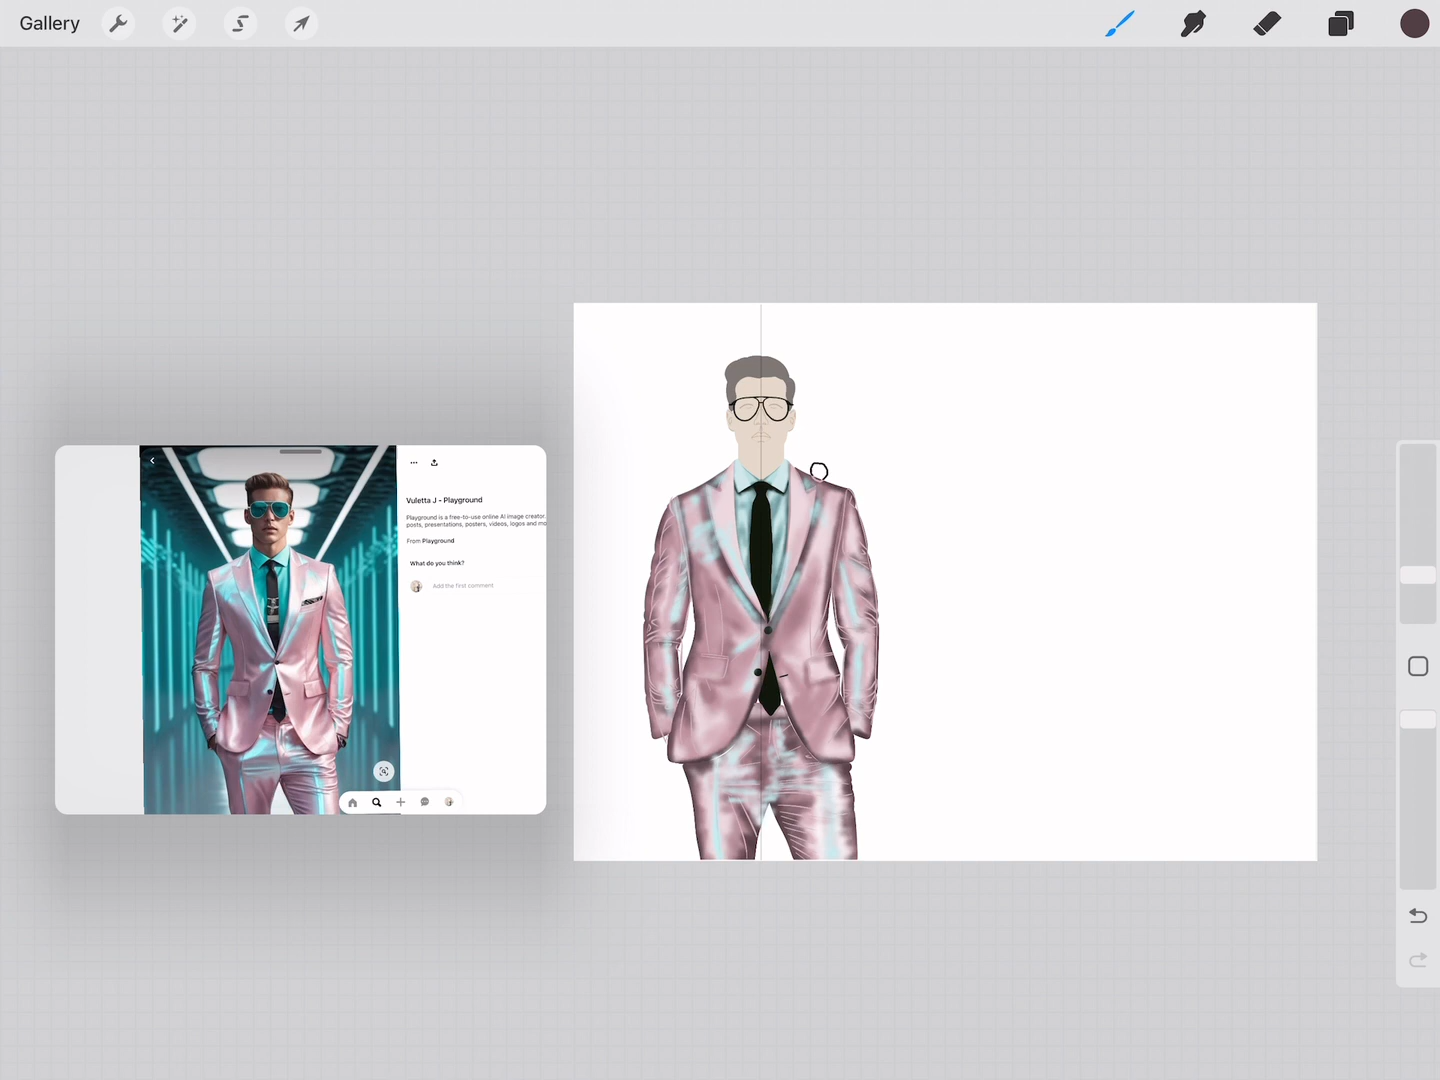 Gallery
Vuletta J - Playground
Playground is a free-to-use online AI image creator.
posts, presentations, posters, videos, logos and mo
From Playground
What do you think?
Add the first comment